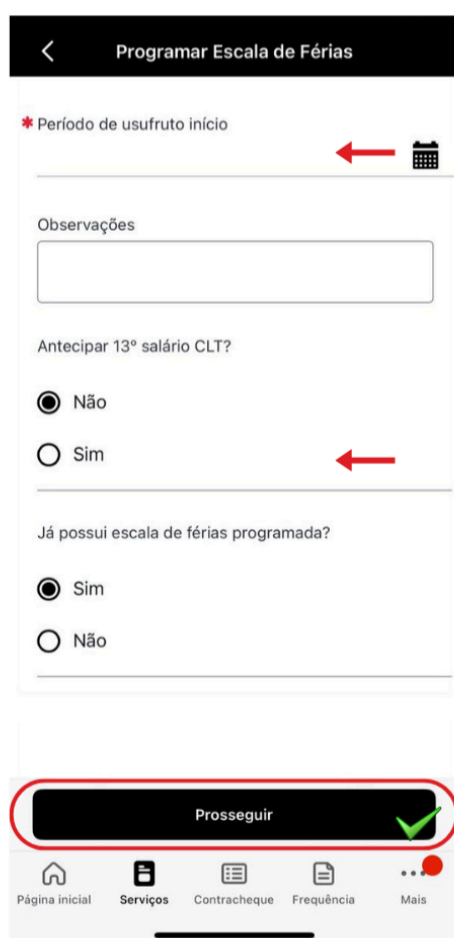 Programar Escala de Férias
* Período de usufruto início
Observações
Antecipar 13º salário CLT?
Não
Sim
Já possui escala de férias programada?
Sim
Não
Prosseguir
Página inicial Serviços Contracheque Frequência Mais